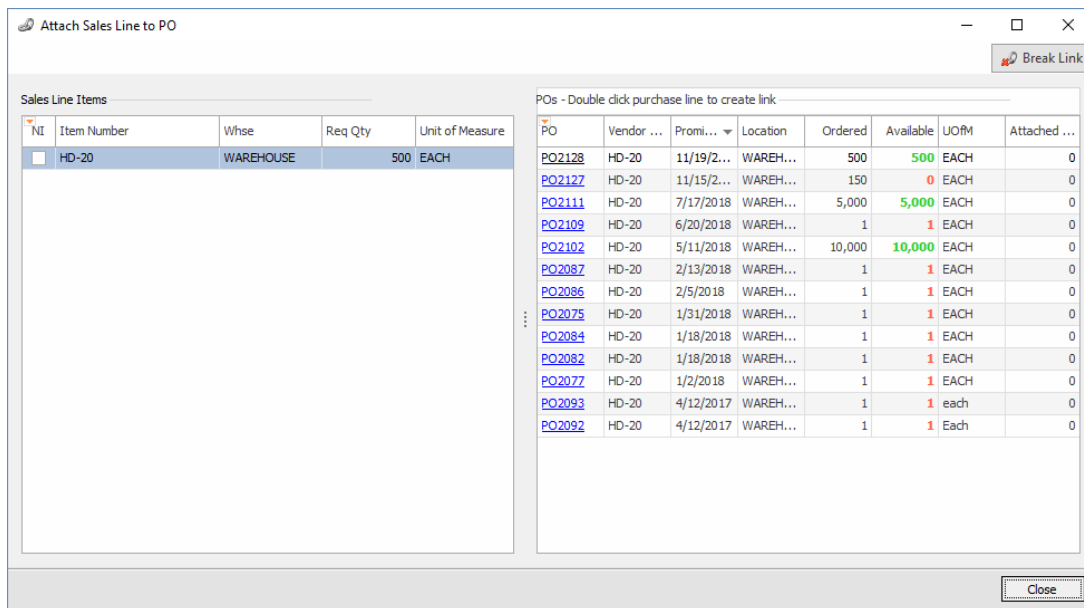 Attach Sales Line to PO
Break Link
Sales Line Items
NI Item Number Whse Req Qty Unit of Measure
HD-20 WAREHOUSE 500 EACH
POs - Double click purchase line to create link
PO Vendor ... Promi... Location Ordered Available UOfM Attached ...
PO2128 HD-20 11/19/2... WAREH... 500 500 EACH 0
PO2127 HD-20 11/15/2... WAREH... 150 0 EACH 0
PO2111 HD-20 7/17/2018 WAREH... 5,000 5,000 EACH 0
PO2109 HD-20 6/20/2018 WAREH... 1 1 EACH 0
PO2102 HD-20 5/11/2018 WAREH... 10,000 10,000 EACH 0
PO2087 HD-20 2/13/2018 WAREH... 1 1 EACH 0
PO2086 HD-20 2/5/2018 WAREH... 1 1 EACH 0
PO2075 HD-20 1/31/2018 WAREH... 1 1 EACH 0
PO2084 HD-20 1/18/2018 WAREH... 1 1 EACH 0
PO2082 HD-20 1/18/2018 WAREH... 1 1 EACH 0
PO2077 HD-20 1/2/2018 WAREH... 1 1 EACH 0
PO2093 HD-20 4/12/2017 WAREH... 1 1 each 0
PO2092 HD-20 4/12/2017 WAREH... 1 1 Each 0
Close